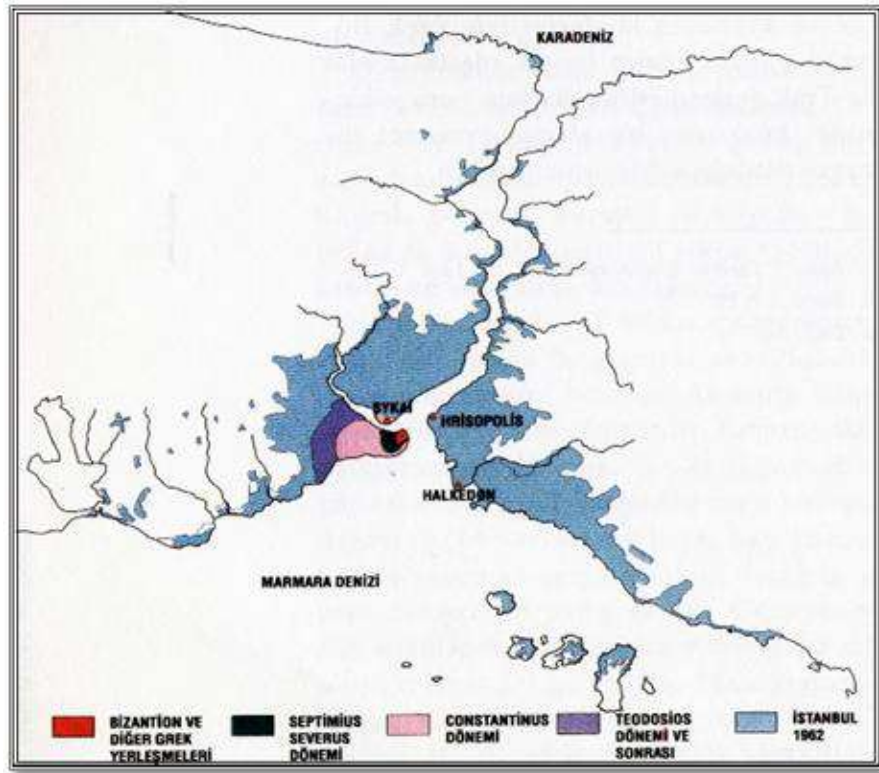 KARADENİZ
SYKAI
HRİSOPOLİS
HALKEDON
MARMARA DENİZİ
BİZANTİON VE
DİĞER GREK
YERLEŞMELERİ
SEPTİMİUS
SEVERUS
DÖNEMİ
CONSTANTİNUS
DÖNEMİ
TEODOSİOS
DÖNEMİ VE
SONRASI
İSTANBUL
1962